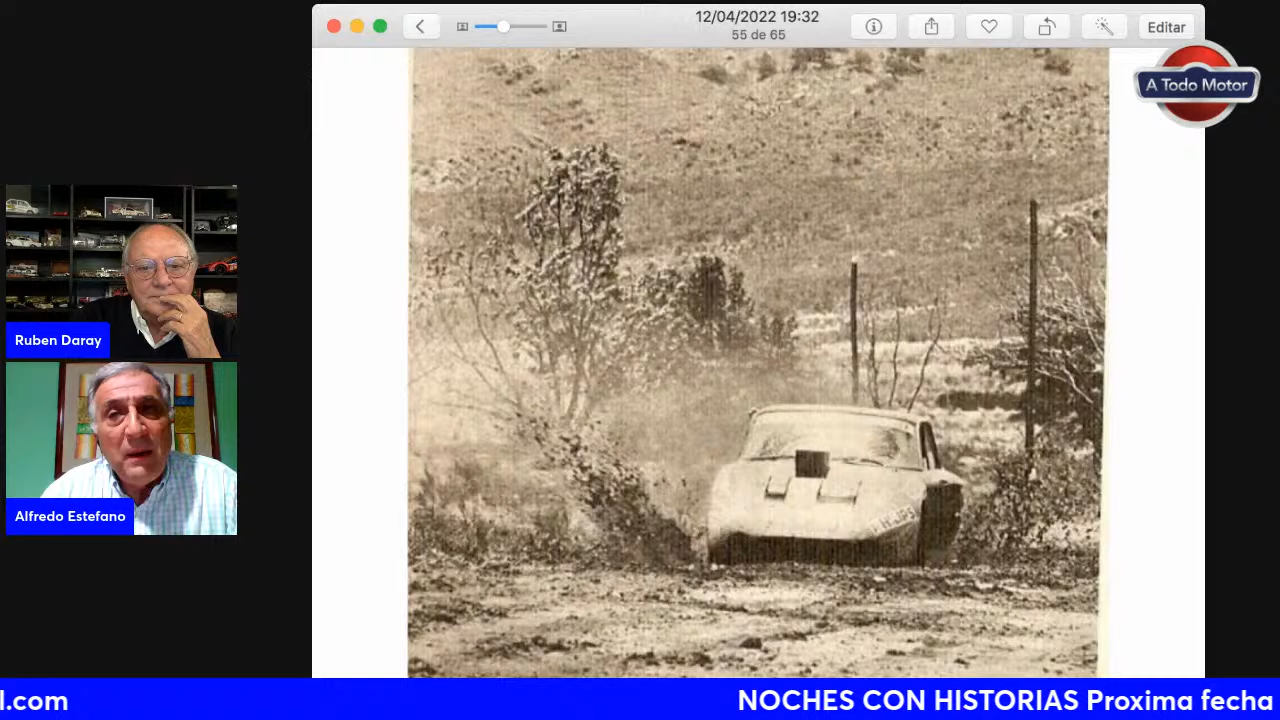 12/04/2022 19:32
55 de 65
Editar
A Todo Motor
Ruben Daray
Alfredo Estefano
l.com
NOCHES CON HISTORIAS Proxima fecha